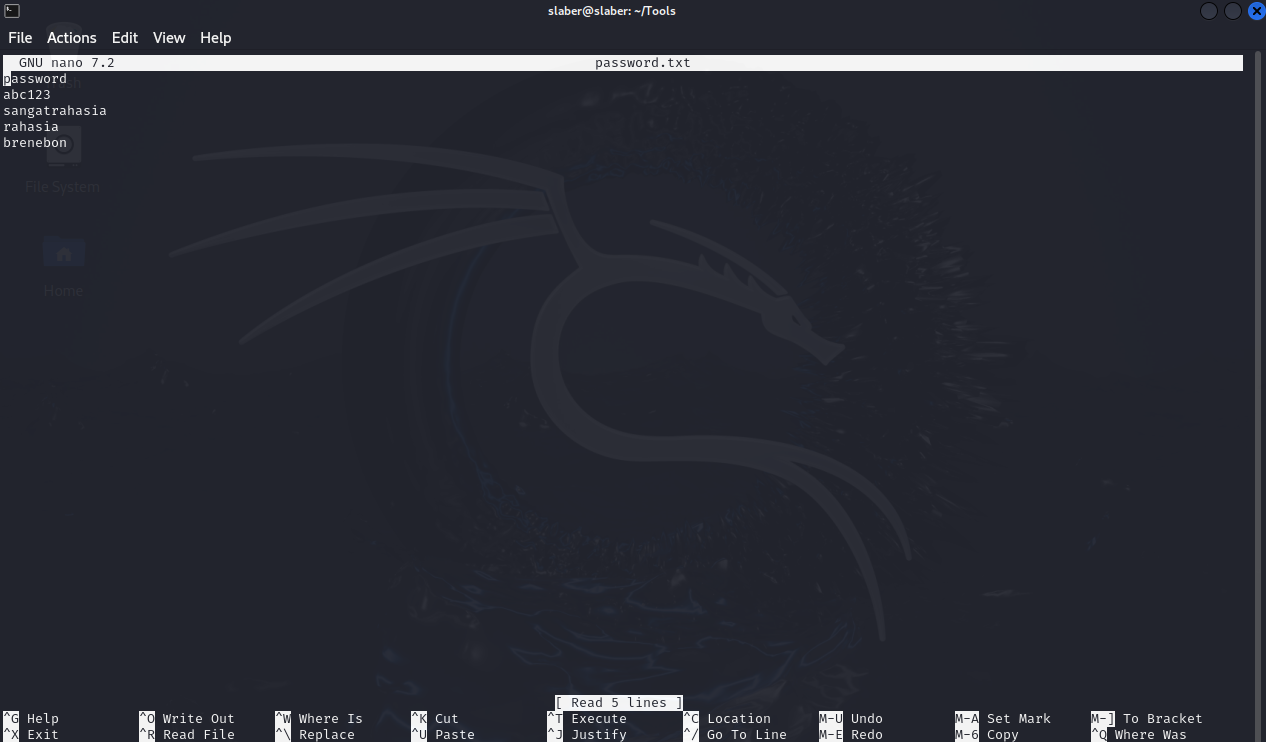 slaber@slaber: ~/Tools
File Actions Edit View Help
GNU nano 7.2 password.txt
password
abc123
sangatrahasia
rahasia
brenebon
File System
Home
[ Read 5 lines ]
^G Help ^O Write Out ^W Where Is ^K Cut ^T Execute ^C Location M-U Undo M-A Set Mark M-] To Bracket
^X Exit ^R Read File ^\ Replace ^U Paste ^J Justify ^/ Go To Line M-E Redo M-6 Copy ^Q Where Was